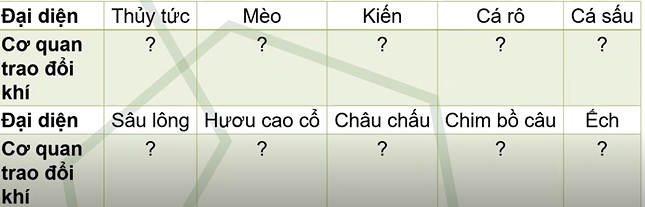 Đại diện Thủy tức Mèo Kiến Cá rô Cá sấu
Cơ quan trao đổi khí ? ? ? ? ?
Đại diện Sâu lông Hươu cao cổ Châu chấu Chim bồ câu Ếch
Cơ quan trao đổi khí ? ? ? ? ?